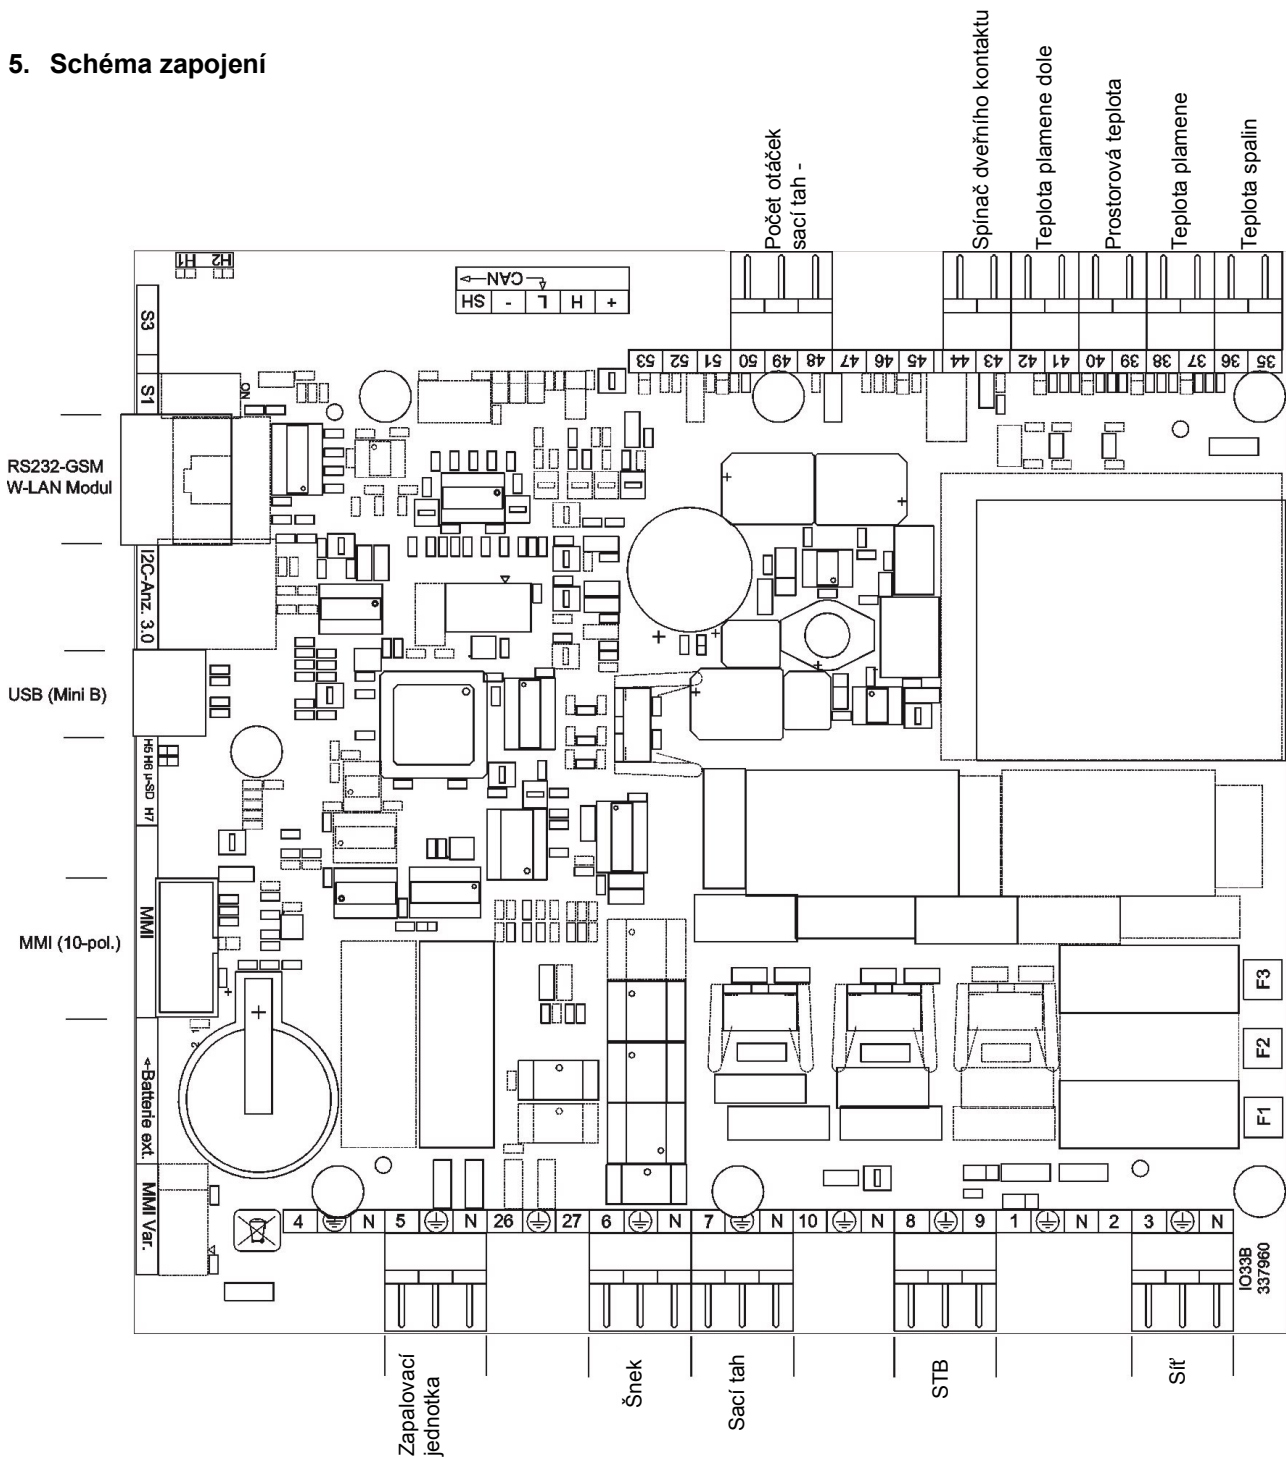 5. Schéma zapojení
Počet otáček
sací tah -
Spínač dveřního kontaktu
Teplota plamene dole
Prostorová teplota
Teplota plamene
Teplota spalin
H1 H2
CAN
SH - L H +
53 52 51 50 49 48 47 46 45 44 43 42 41 40 39 38 37 36 35
S3
S1
ON
RS232-GSM
W-LAN Modul
I2C-Anz. 3.0
USB (Mini B)
H5 H6 µ-SD H7
MMI
MMI (10-pol.)
+
2 1
Batterie ext.
MMI Var.
F3
F2
F1
4 N 5 N 26 27 6 N 7 N 10 N 8 9 1 N 2 3 N
IO33B
337960
Zapalovací
jednotka
Šnek
Sací tah
STB
Síť